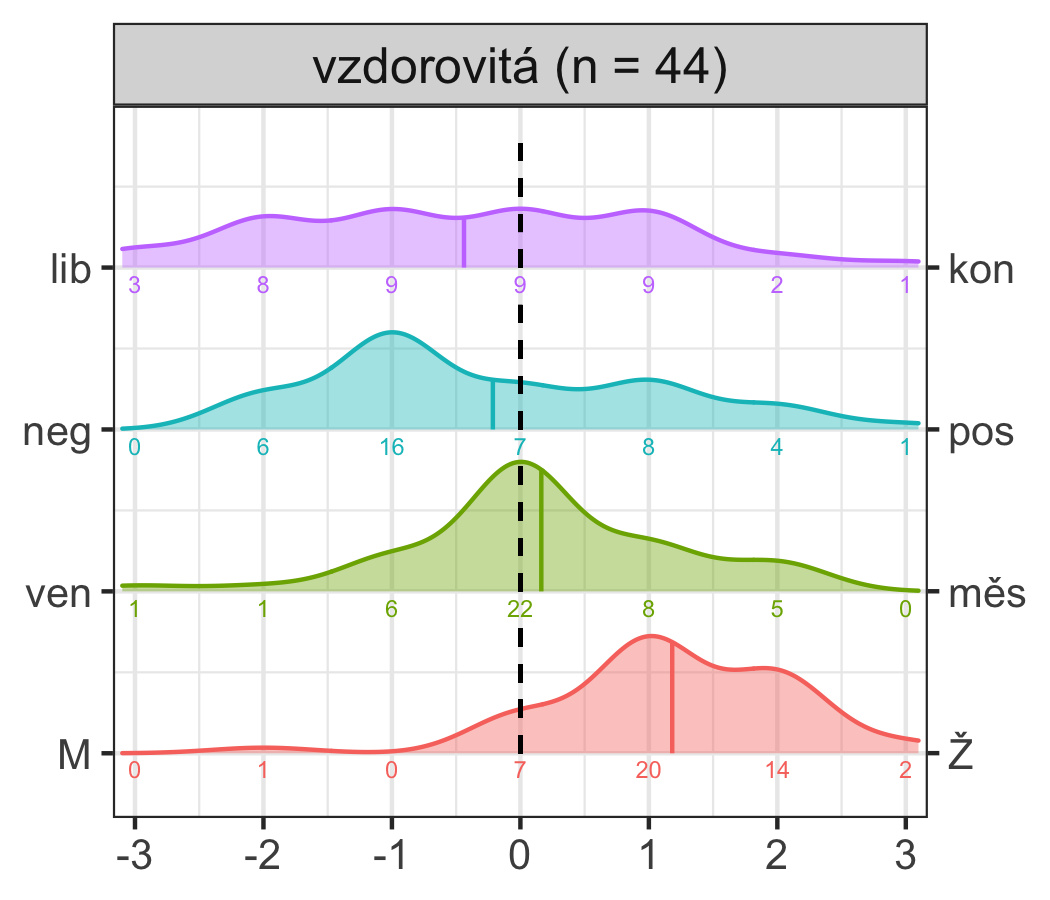 vzdorovitá (n = 44)
lib kon
3 8 9 9 9 2 1
neg pos
0 6 16 7 8 4 1
ven měs
1 1 6 22 8 5 0
M Ž
0 1 0 7 20 14 2
-3 -2 -1 0 1 2 3